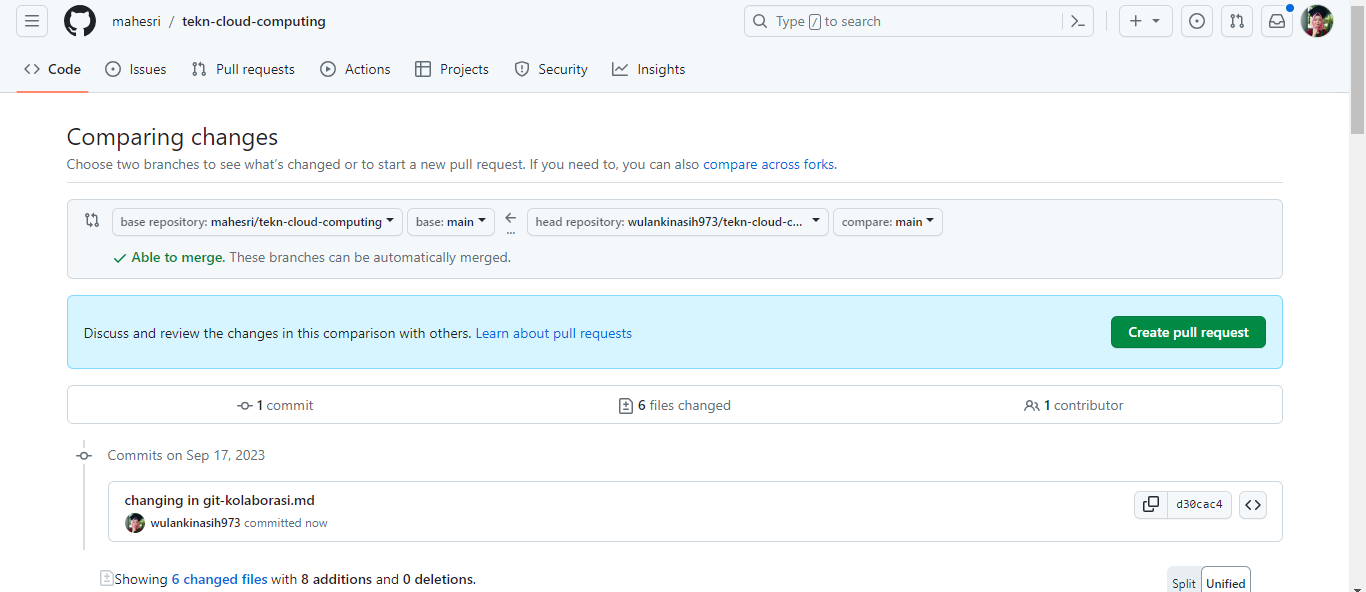 mahesri / tekn-cloud-computing
Type / to search
Code Issues Pull requests Actions Projects Security Insights
Comparing changes
Choose two branches to see what's changed or to start a new pull request. If you need to, you can also compare across forks.
base repository: mahesri/tekn-cloud-computing base: main ... head repository: wulankinasih973/tekn-cloud-c... compare: main
Able to merge. These branches can be automatically merged.
Discuss and review the changes in this comparison with others. Learn about pull requests Create pull request
1 commit 6 files changed 1 contributor
Commits on Sep 17, 2023
changing in git-kolaborasi.md
d30cac4
wulankinasih973 committed now
Showing 6 changed files with 8 additions and 0 deletions.
Split Unified